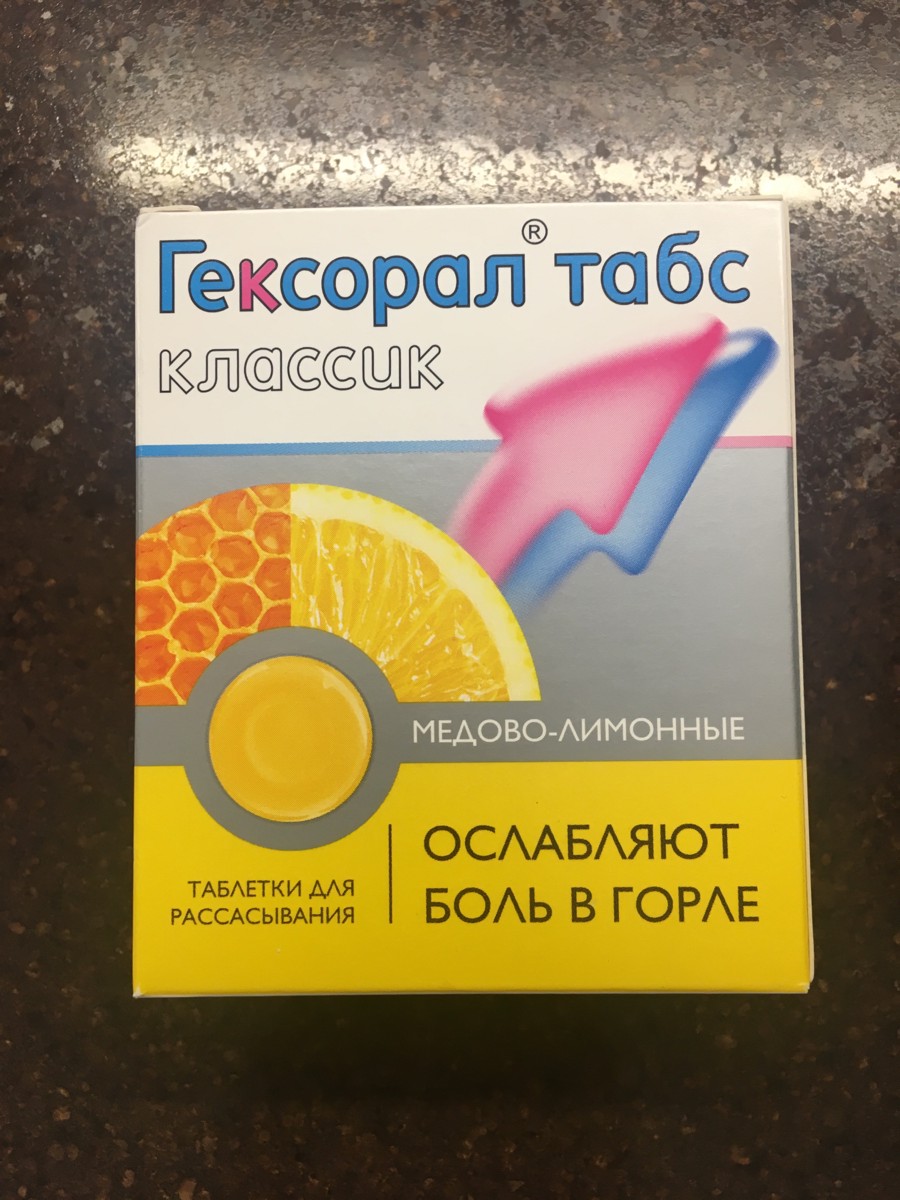 Гексорал® табс
классик
МЕДОВО-ЛИМОННЫЕ
ТАБЛЕТКИ ДЛЯ
РАССАСЫВАНИЯ
ОСЛАБЛЯЮТ
БОЛЬ В ГОРЛЕ